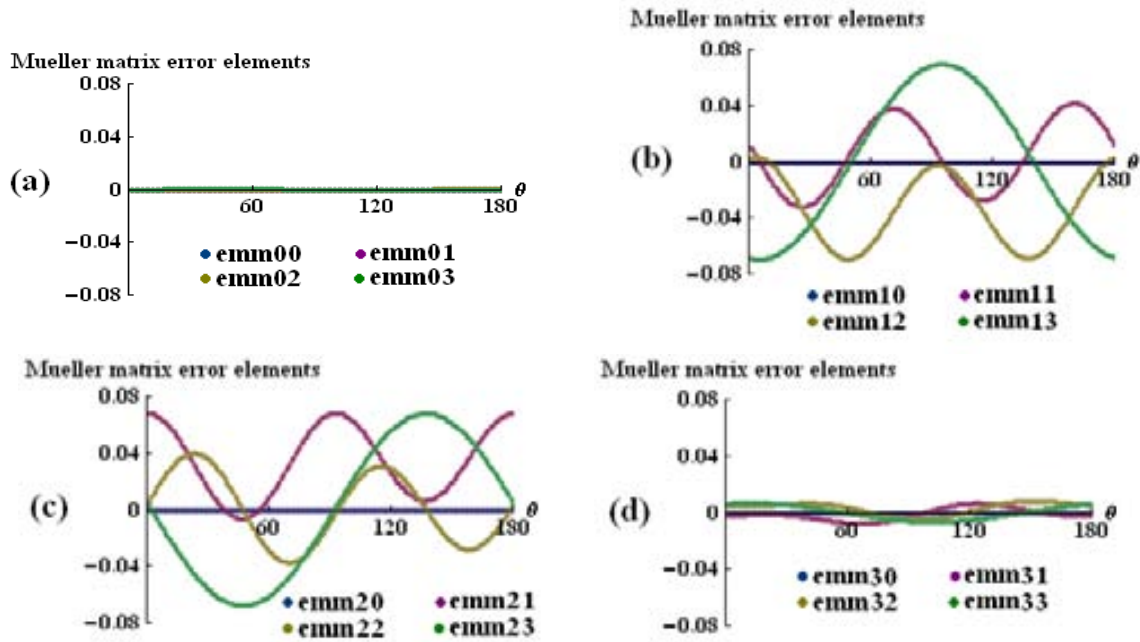 Mueller matrix error elements
0.08
0.04
(a)
0
θ
60
120
180
−0.04
−0.08
emm00
emm01
emm02
emm03
Mueller matrix error elements
0.08
0.04
(b)
0
θ
60
120
180
−0.04
−0.08
emm10
emm11
emm12
emm13
Mueller matrix error elements
0.08
0.04
(c)
0
θ
60
120
180
−0.04
−0.08
emm20
emm21
emm22
emm23
Mueller matrix error elements
0.08
0.04
(d)
0
θ
60
120
180
−0.04
−0.08
emm30
emm31
emm32
emm33